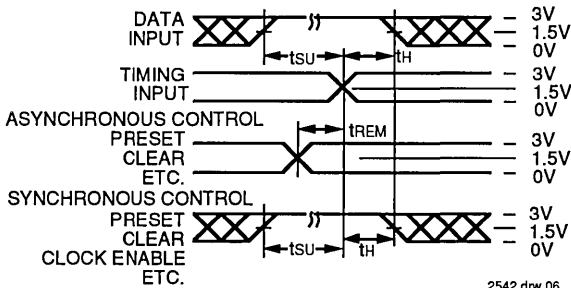 DATA INPUT
3V
1.5V
0V
tSU
tH
TIMING INPUT
3V
1.5V
0V
ASYNCHRONOUS CONTROL
PRESET
CLEAR
ETC.
tREM
3V
1.5V
0V
SYNCHRONOUS CONTROL
PRESET
CLEAR
CLOCK ENABLE
ETC.
tSU
tH
3V
1.5V
0V
2542 drw 06